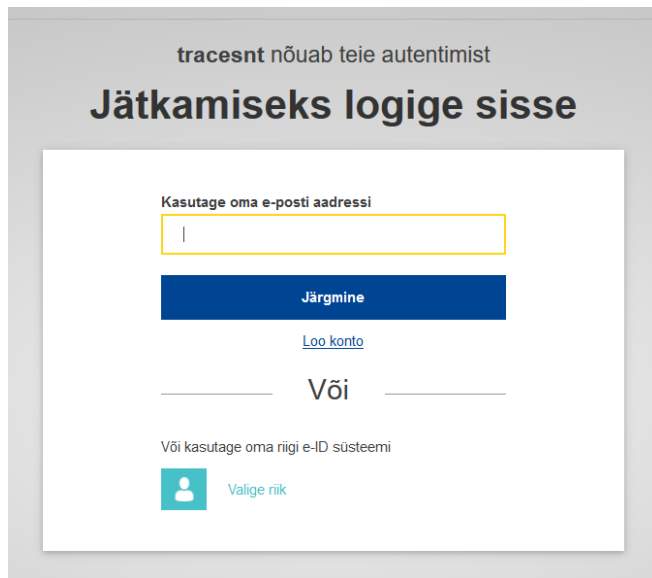 tracesnt nõuab teie autentimist
Jätkamiseks logige sisse
Kasutage oma e-posti aadressi
Järgmine
Loo konto
Või
Või kasutage oma riigi e-ID süsteemi
Valige riik